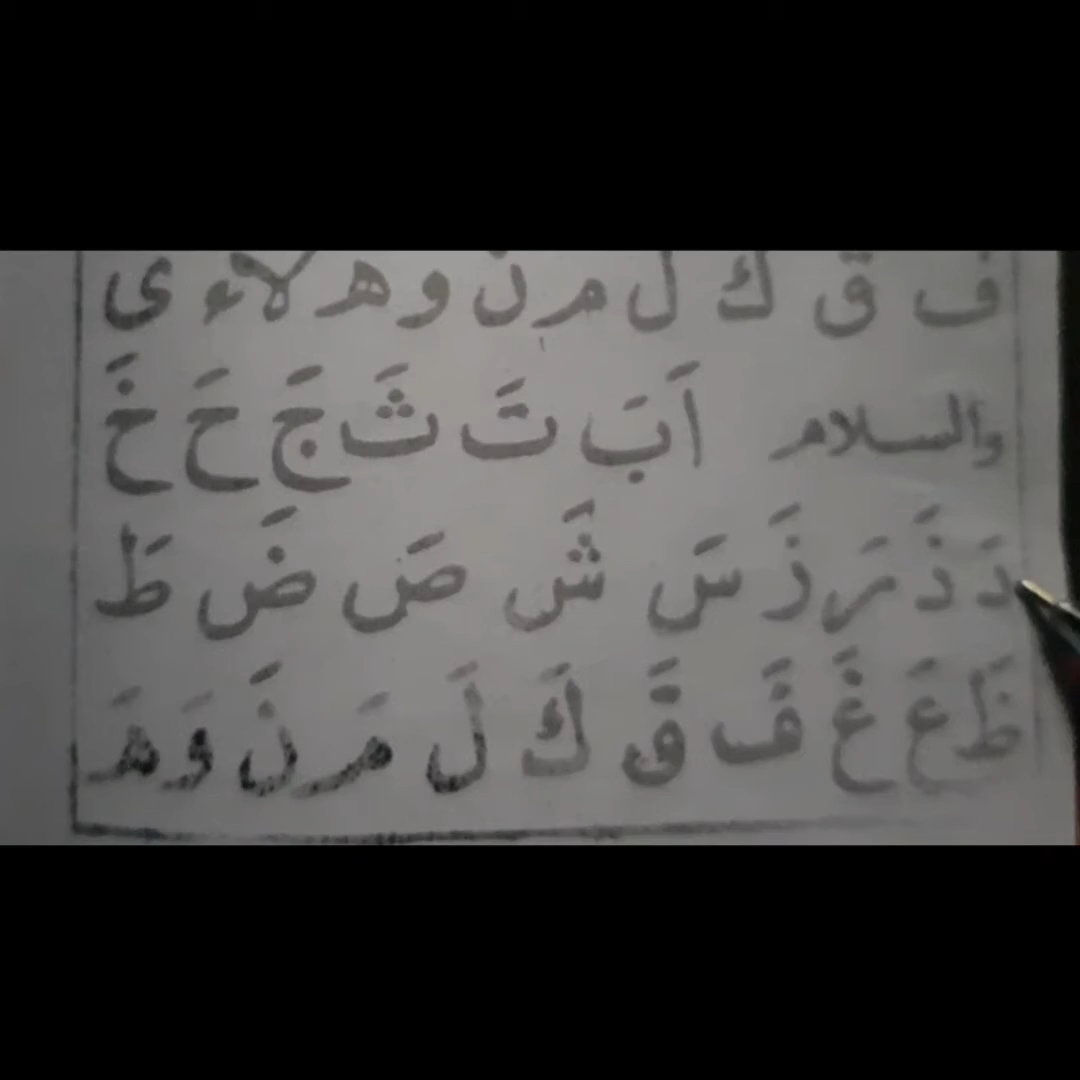 ف ق ك ل م ن و ه لا ء ى
والسلام اَ بَ تَ ثَ جَ حَ خَ
دَ ذَ رَ زَ سَ شَ صَ ضَ طَ
ظَ عَ غَ فَ قَ كَ لَ مَ نَ وَ هَ